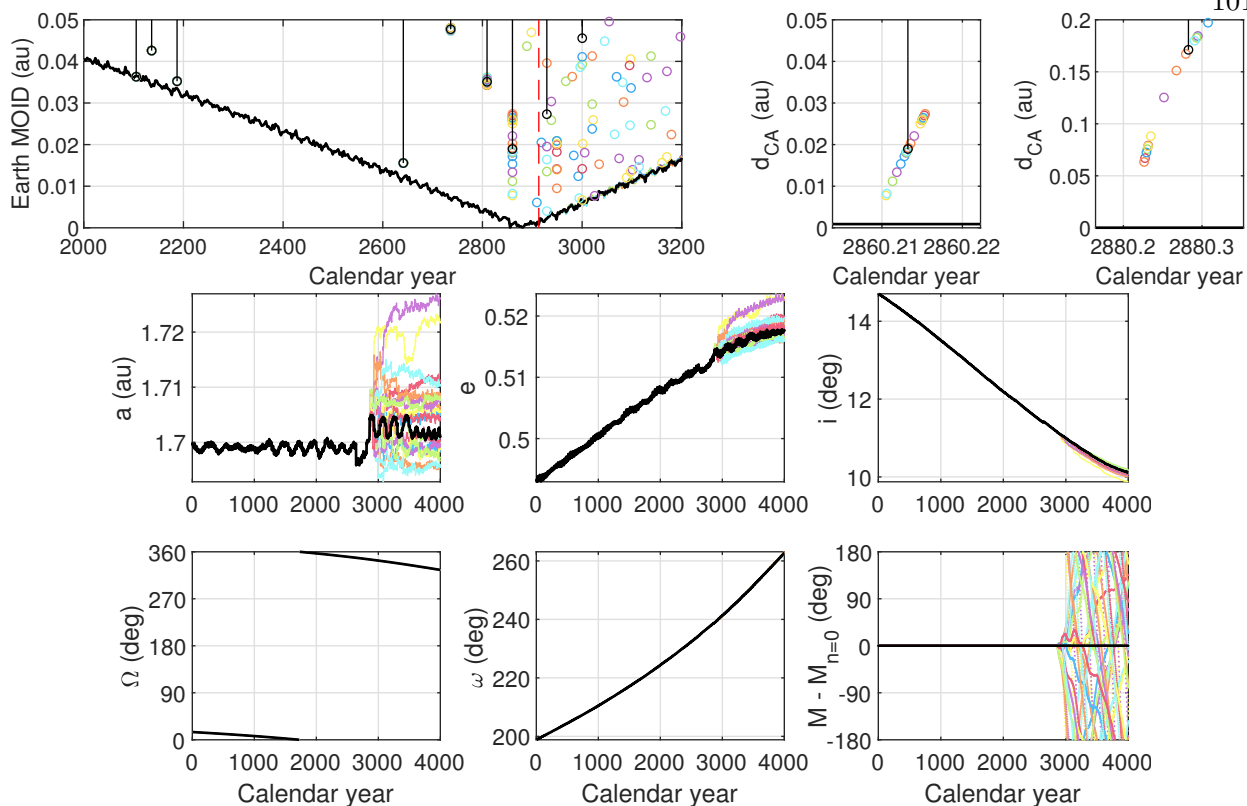 101
0.05
0.04
0.03
0.02
0.01
0
Earth MOID (au)
2000 2200 2400 2600 2800 3000 3200
Calendar year
0.05
0.04
0.03
0.02
0.01
0
d_CA (au)
2860.21 2860.22
Calendar year
0.2
0.15
0.1
0.05
0
d_CA (au)
2880.2 2880.3
Calendar year
1.72
1.71
1.7
a (au)
0 1000 2000 3000 4000
0.52
0.51
0.5
e
0 1000 2000 3000 4000
14
12
10
i (deg)
0 1000 2000 3000 4000
360
270
180
90
0
Ω (deg)
0 1000 2000 3000 4000
Calendar year
260
240
220
200
ω (deg)
0 1000 2000 3000 4000
Calendar year
180
90
0
-90
-180
M - M_n=0 (deg)
0 1000 2000 3000 4000
Calendar year